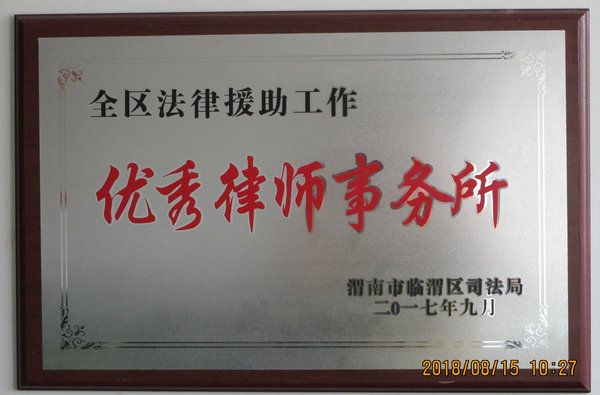 全区法律援助工作
优秀律师事务所
渭南市临渭区司法局
二0一七年九月
2018/08/15 10:27